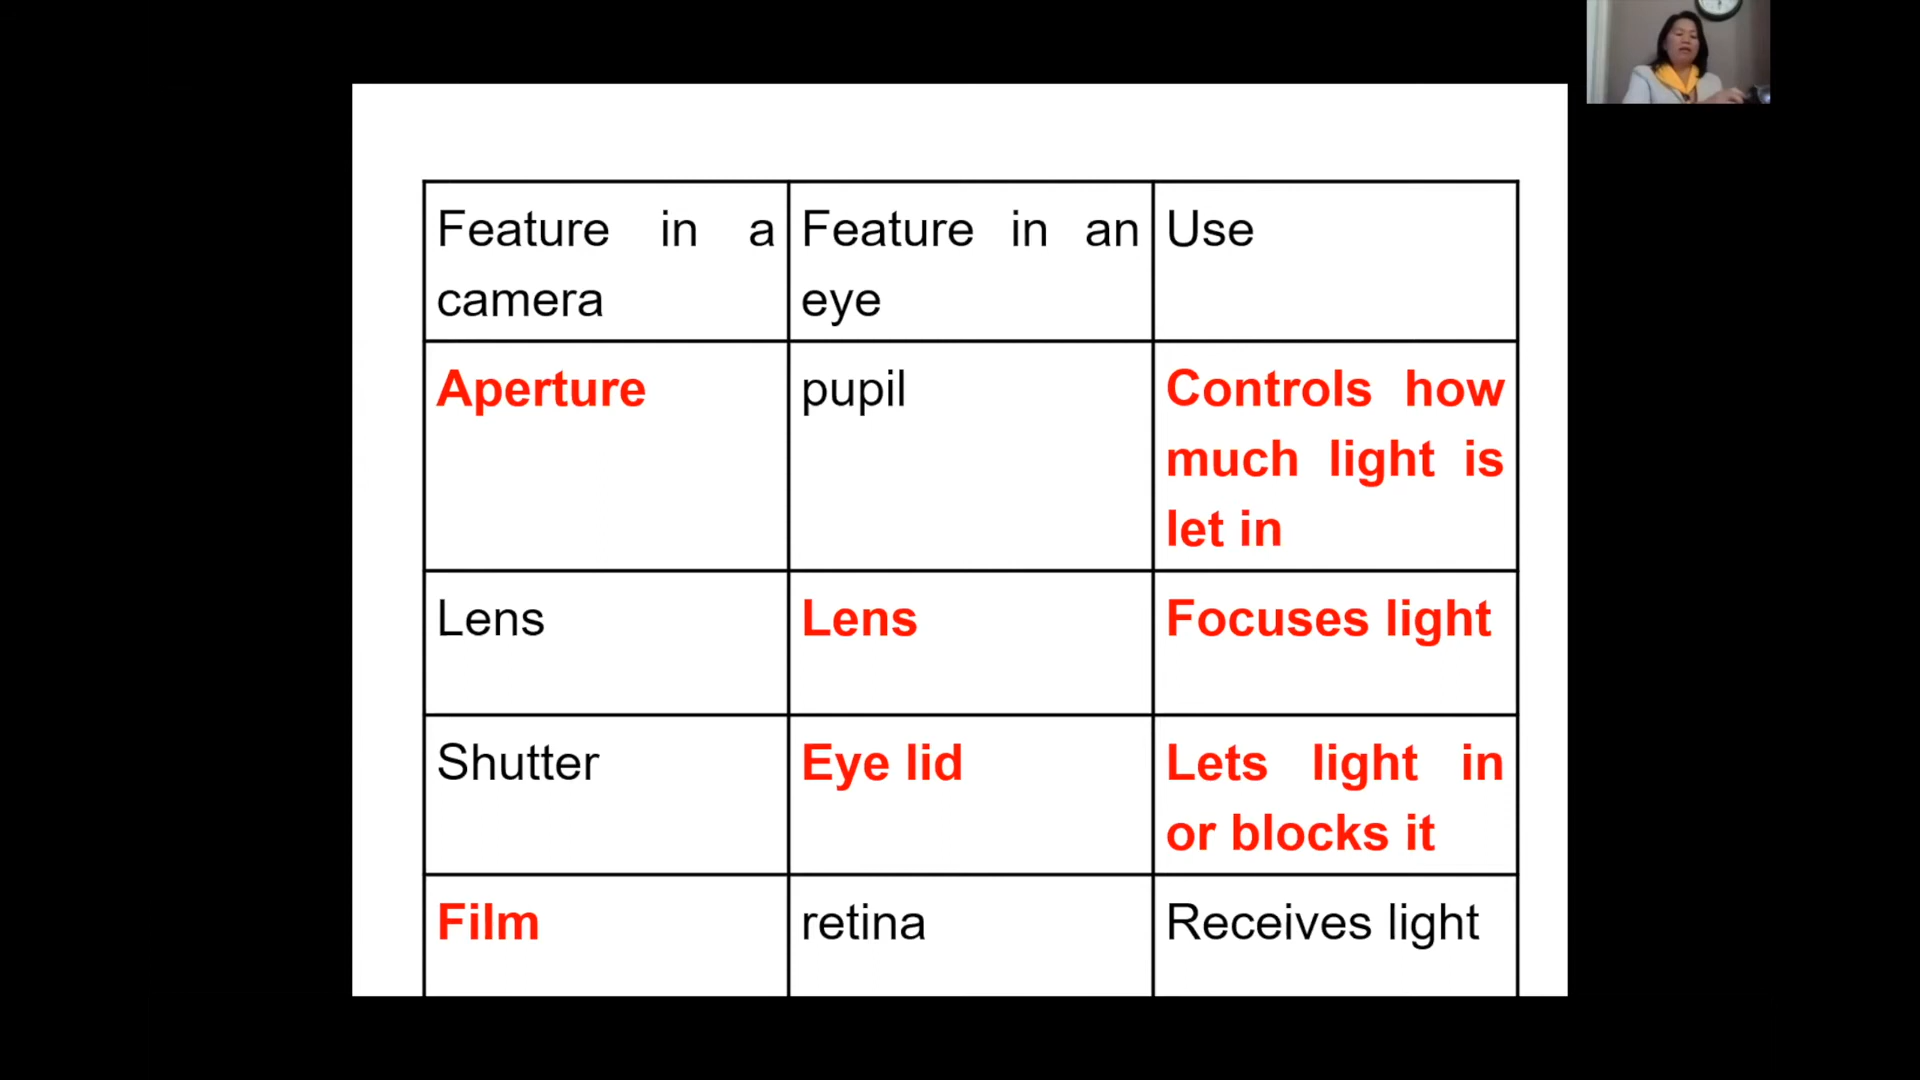 Feature in a
camera
Feature in an
eye
Use
Aperture
pupil
Controls how
much light is
let in
Lens
Lens
Focuses light
Shutter
Eye lid
Lets light in
or blocks it
Film
retina
Receives light